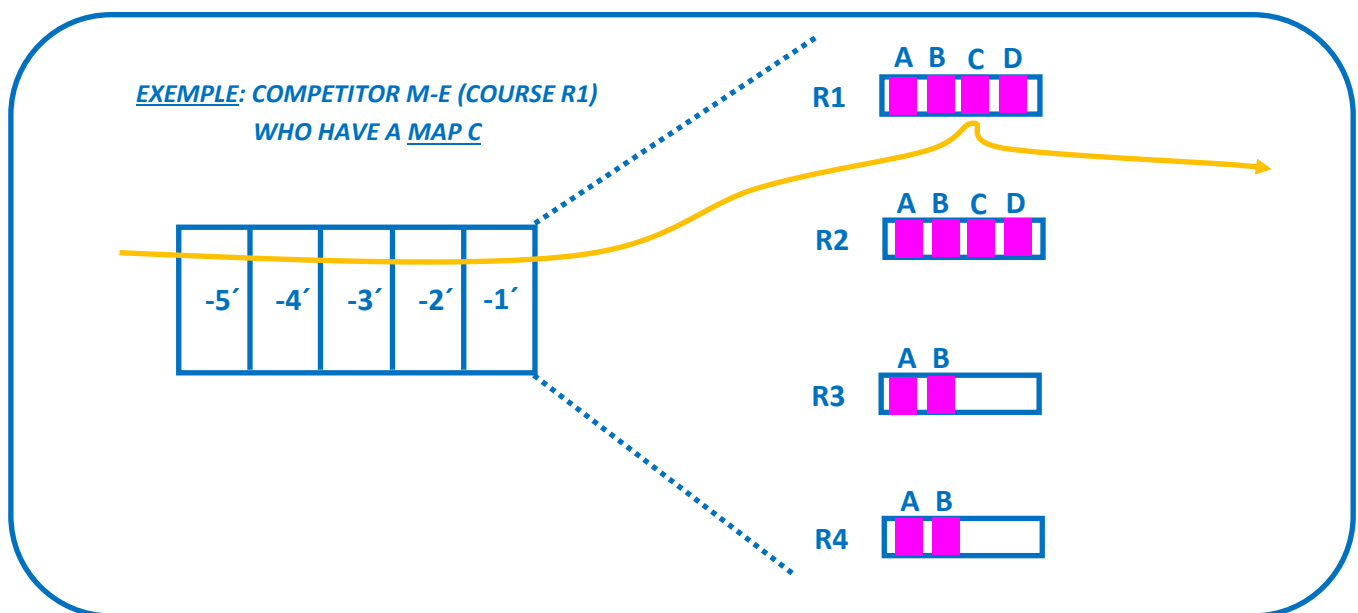 EXEMPLE: COMPETITOR M-E (COURSE R1)
WHO HAVE A MAP C
A B C D
R1
A B C D
R2
-5´ -4´ -3´ -2´ -1´
A B
R3
A B
R4